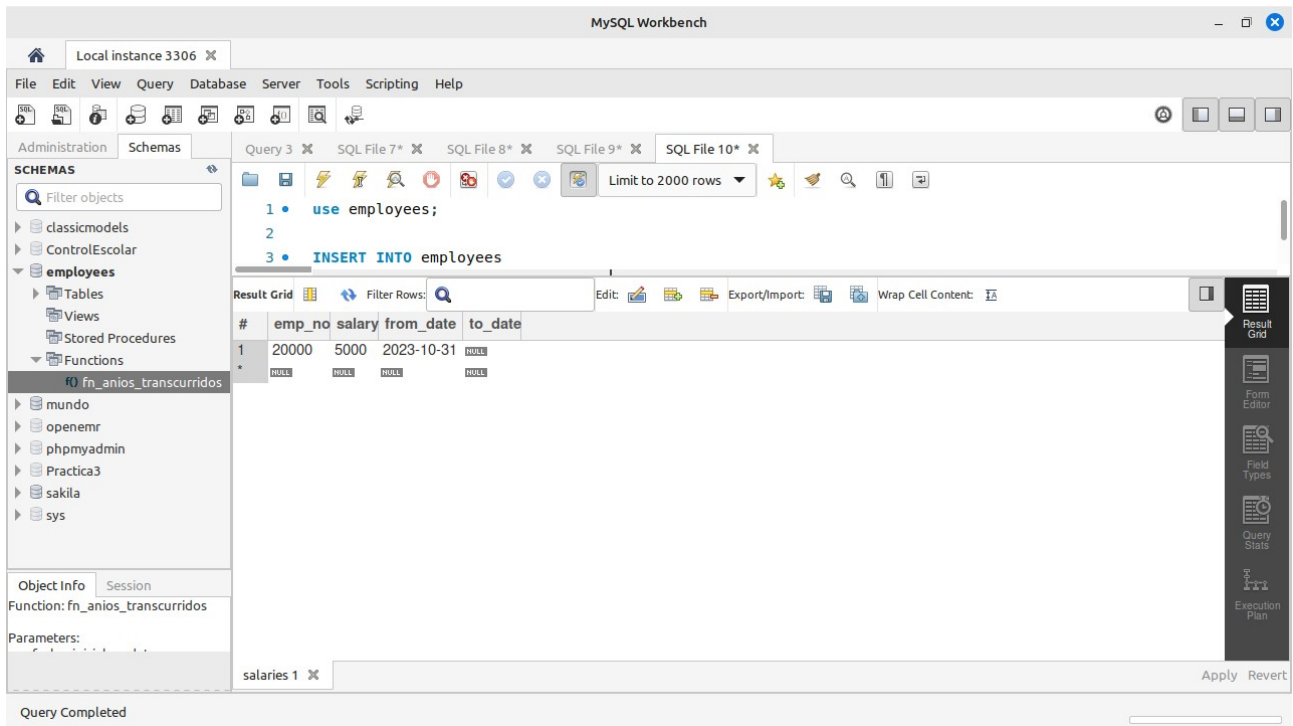 MySQL Workbench
Local instance 3306
File Edit View Query Database Server Tools Scripting Help
Administration Schemas
SCHEMAS
Filter objects
classicmodels
ControlEscolar
employees
Tables
Views
Stored Procedures
Functions
f() fn_anios_transcurridos
mundo
openemr
phpmyadmin
Practica3
sakila
sys
Object Info Session
Function: fn_anios_transcurridos
Parameters:
Query 3 SQL File 7* SQL File 8* SQL File 9* SQL File 10*
Limit to 2000 rows
1 use employees;
2
3 INSERT INTO employees
Result Grid Filter Rows: Edit: Export/Import: Wrap Cell Content: IA
# emp_no salary from_date to_date
1 20000 5000 2023-10-31 NULL
* NULL NULL NULL NULL
Result Grid
Form Editor
Field Types
Query Stats
Execution Plan
salaries 1
Apply Revert
Query Completed